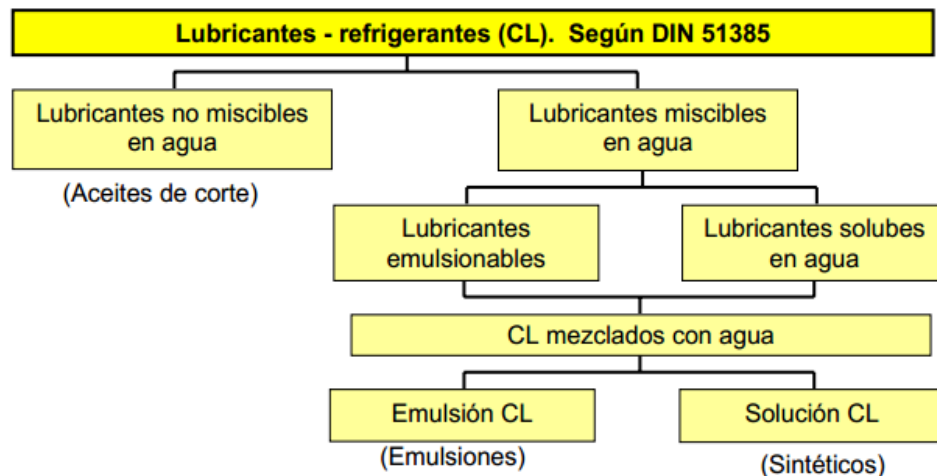 Lubricantes - refrigerantes (CL). Según DIN 51385
Lubricantes no miscibles
en agua
(Aceites de corte)
Lubricantes miscibles en
agua
Lubricantes
emulsionables
Lubricantes solubes
en agua
CL mezclados con agua
Emulsión CL
(Emulsiones)
Solución CL
(Sintéticos)